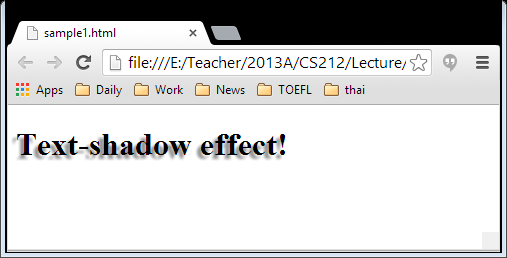 sample1.html
file:///E:/Teacher/2013A/CS212/Lecture/
Apps Daily Work News TOEFL thai
Text-shadow effect!